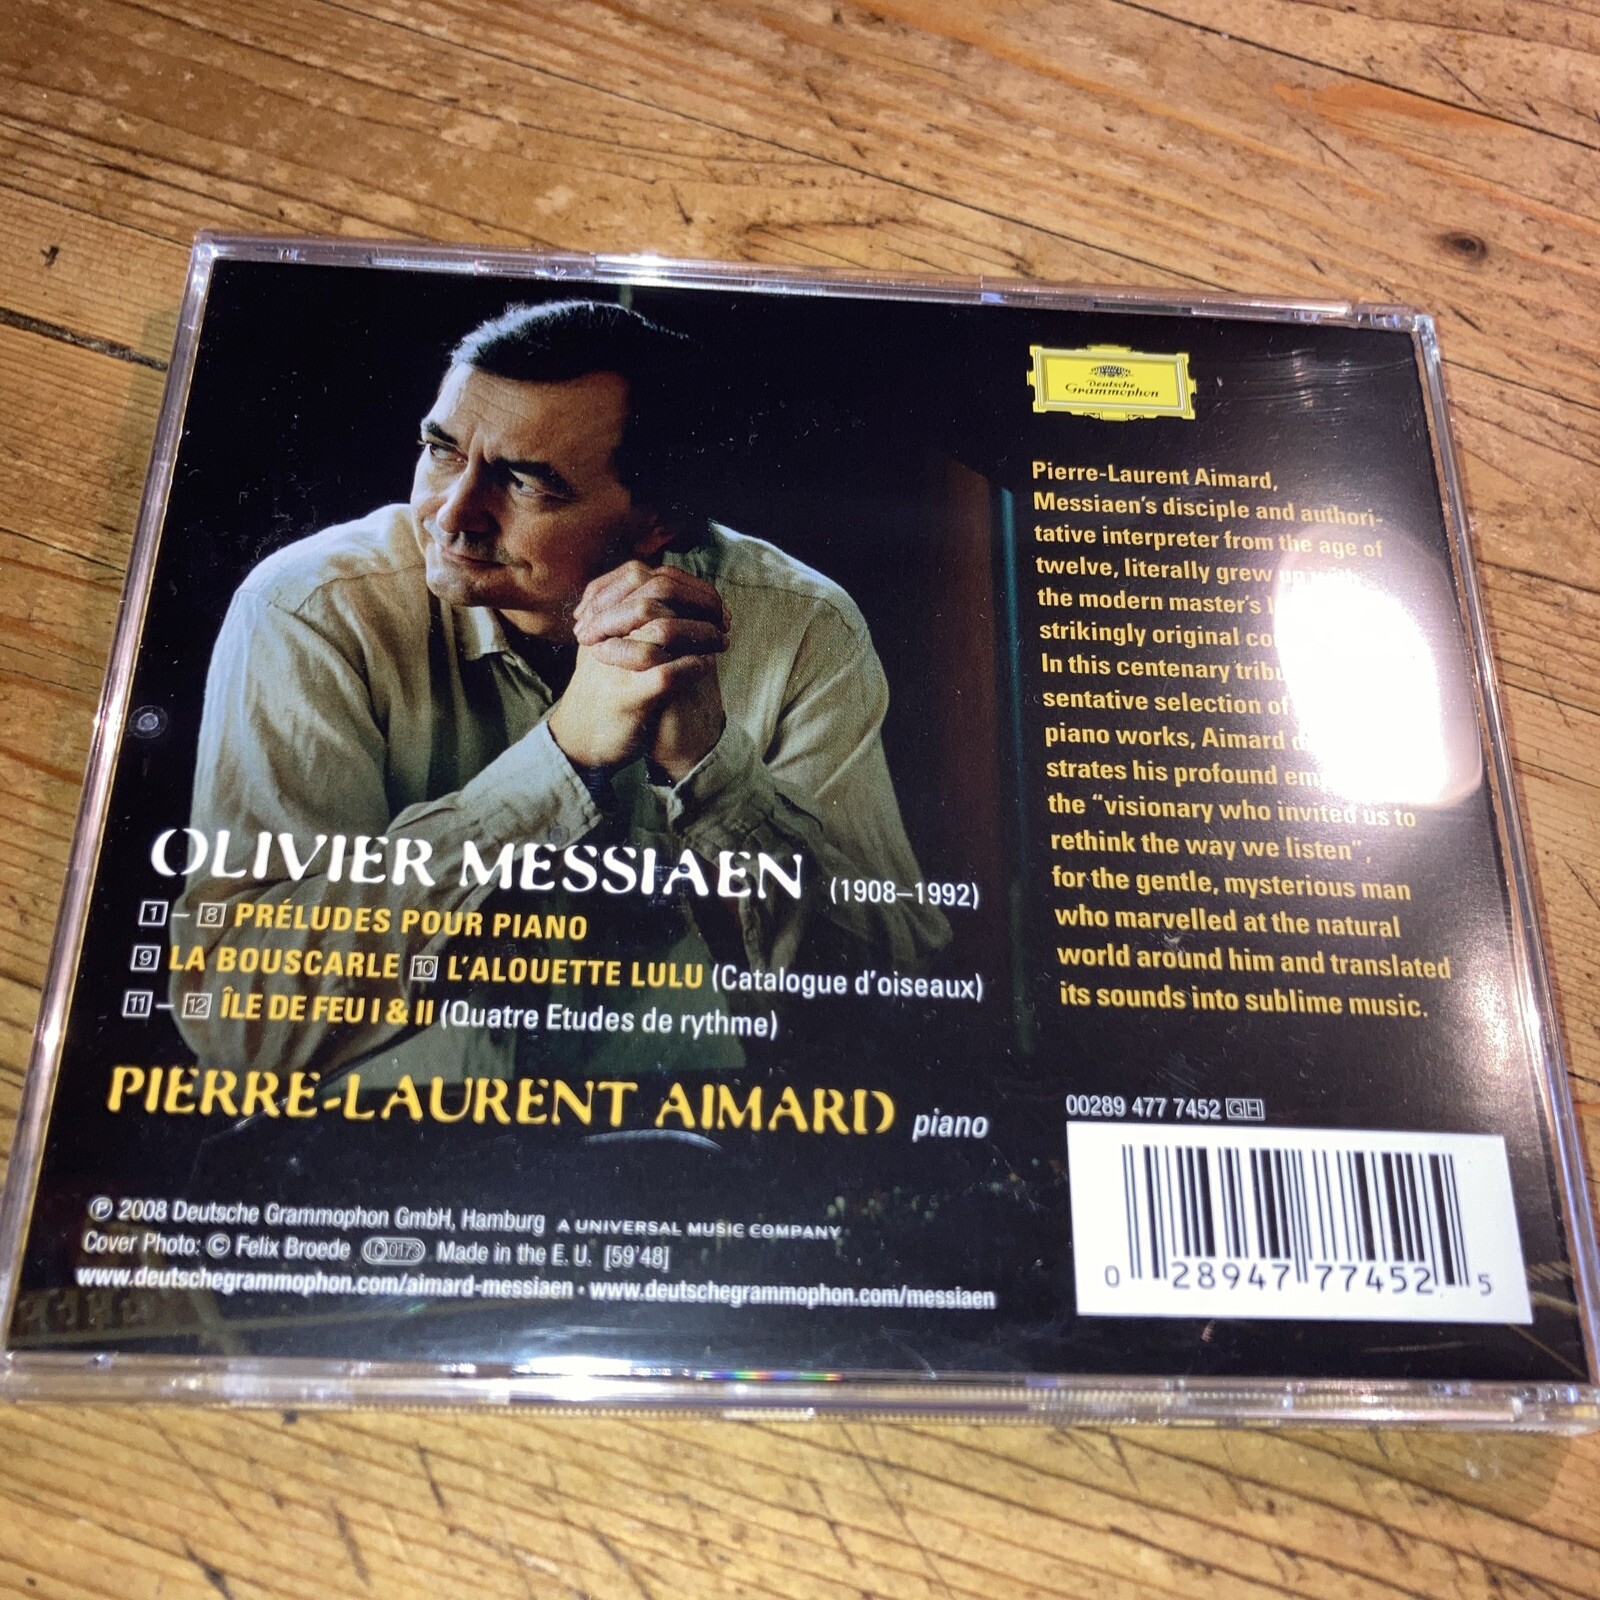 Deutsche
Grammophon
Pierre-Laurent Aimard,
Messiaen's disciple and authori-
tative interpreter from the age of
twelve, literally grew up with
the modern master's
strikingly original
In this centenary
sentative selection of
piano works, Aimard
strates his profound
the "visionary who invited us to
rethink the way we listen",
for the gentle, mysterious man
who marvelled at the natural
world around him and translated
its sounds into sublime music.
OLIVIER MESSIAEN (1908–1992)
1 – 8 PRÉLUDES POUR PIANO
9 LA BOUSCARLE 10 L'ALOUETTE LULU (Catalogue d'oiseaux)
11 – 12 ÎLE DE FEU I & II (Quatre Etudes de rythme)
PIERRE-LAURENT AIMARD piano
℗ 2008 Deutsche Grammophon GmbH, Hamburg A UNIVERSAL MUSIC COMPANY
Cover Photo: © Felix Broede LC 0173 Made in the E. U. [59'48]
www.deutschegrammophon.com/aimard-messiaen · www.deutschegrammophon.com/messiaen
00289 477 7452 GH
0 28947 77452 5